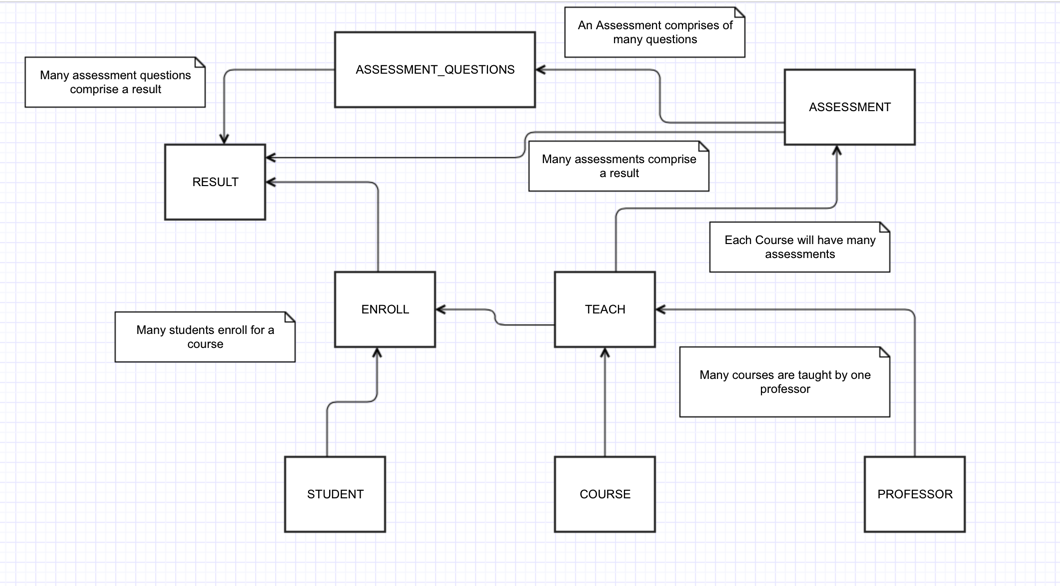 An Assessment comprises of
many questions
ASSESSMENT_QUESTIONS
Many assessment questions
comprise a result
ASSESSMENT
Many assessments comprise
a result
RESULT
Each Course will have many
assessments
ENROLL
TEACH
Many students enroll for a
course
Many courses are taught by one
professor
STUDENT
COURSE
PROFESSOR